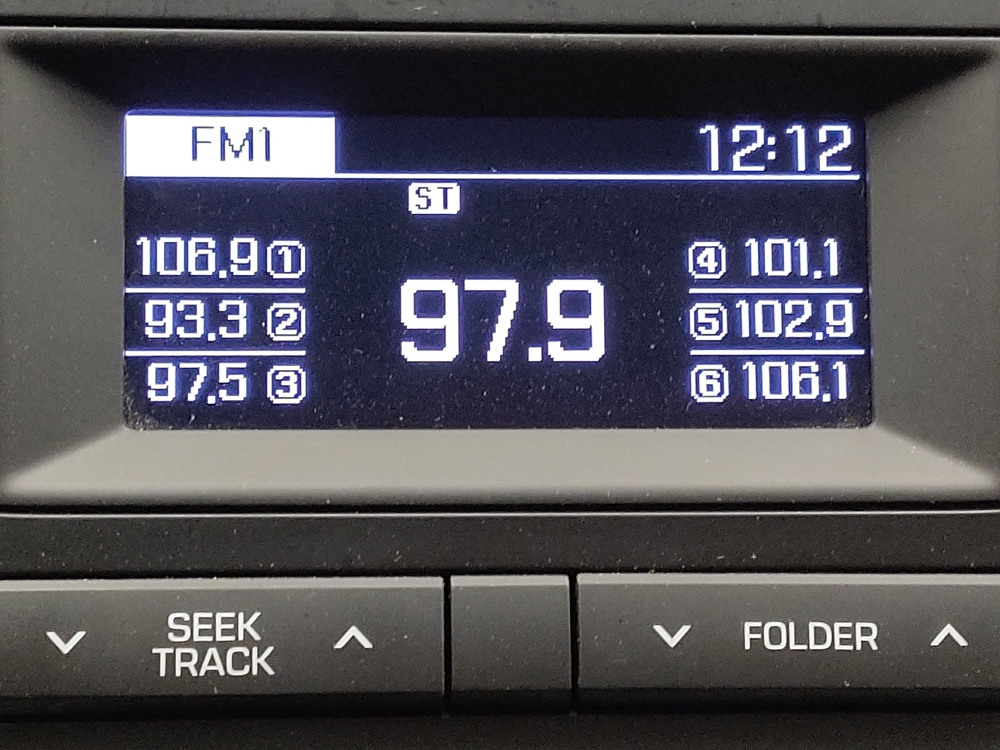 FM1 12:12
ST
106.9 1
93.3 2
97.5 3
97.9
4 101.1
5 102.9
6 106.1
SEEK
TRACK
FOLDER